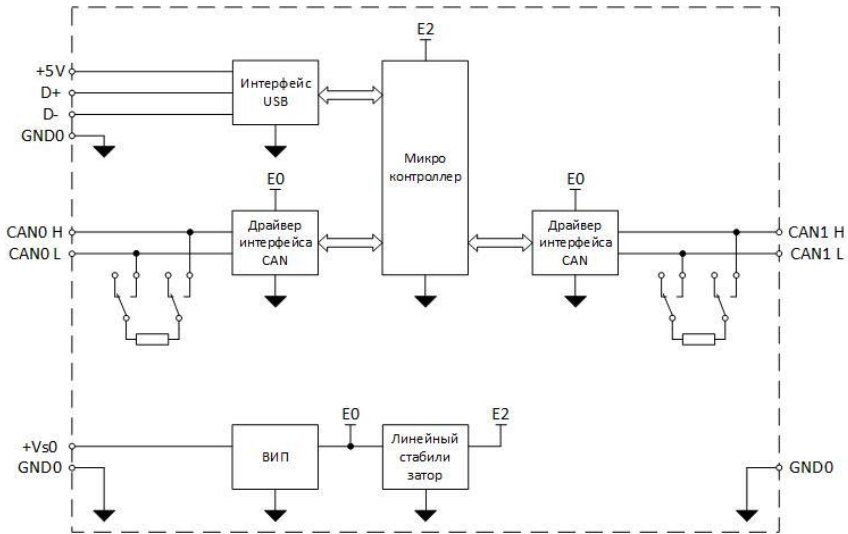 E2
+5V
D+
D-
GND0
Интерфейс
USB
Микро
контроллер
E0
E0
CAN0 H
CAN0 L
Драйвер
интерфейса
CAN
Драйвер
интерфейса
CAN
CAN1 H
CAN1 L
E0
E2
+Vs0
GND0
ВИП
Линейный
стабили
затор
GND0